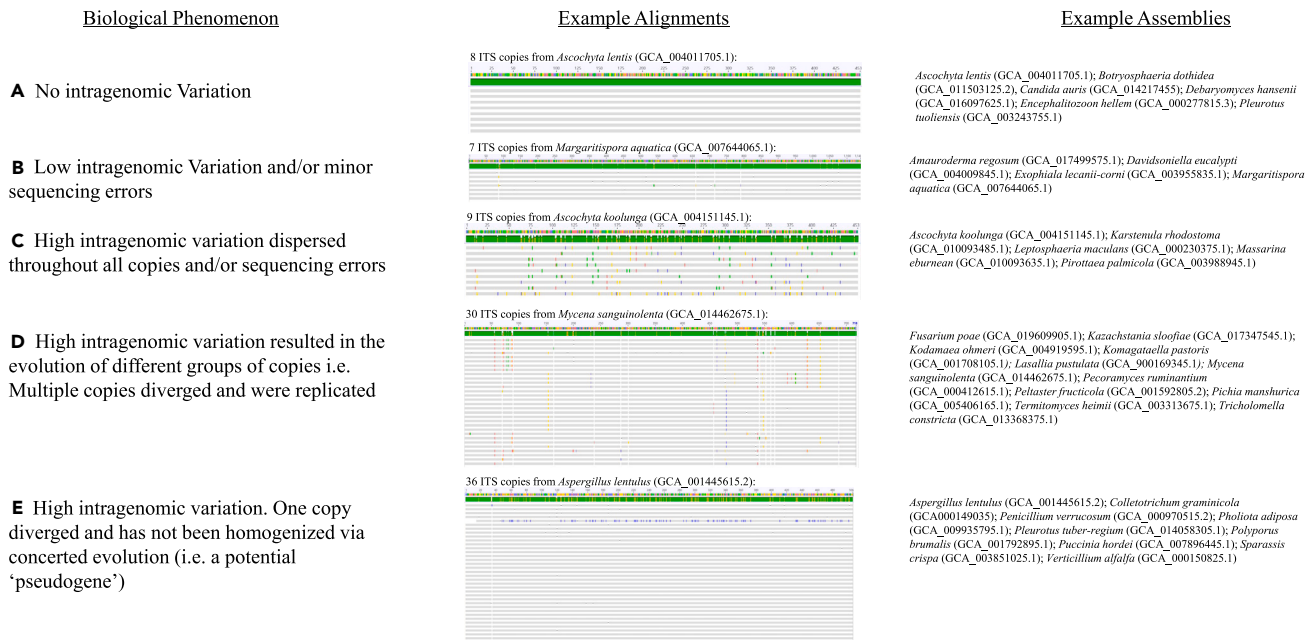 Biological Phenomenon
Example Alignments
Example Assemblies
A No intragenomic Variation
8 ITS copies from Ascochyta lentis (GCA_004011705.1):
Ascochyta lentis (GCA_004011705.1); Botryosphaeria dothidea
(GCA_011503125.2), Candida auris (GCA_014217455); Debaryomyces hansenii
(GCA_016097625.1); Encephalitozoon hellem (GCA_000277815.3); Pleurotus
tuoliensis (GCA_003243755.1)
B Low intragenomic Variation and/or minor
sequencing errors
7 ITS copies from Margaritispora aquatica (GCA_007644065.1):
Amauroderma regosum (GCA_017499575.1); Davidsoniella eucalypti
(GCA_004009845.1); Exophiala lecanii-corni (GCA_003955835.1); Margaritispora
aquatica (GCA_007644065.1)
C High intragenomic variation dispersed
throughout all copies and/or sequencing errors
9 ITS copies from Ascochyta koolunga (GCA_004151145.1):
Ascochyta koolunga (GCA_004151145.1); Karstenula rhodostoma
(GCA_010093485.1); Leptosphaeria maculans (GCA_000230375.1); Massarina
eburnean (GCA_010093635.1); Pirottaea palmicola (GCA_003988945.1)
D High intragenomic variation resulted in the
evolution of different groups of copies i.e.
Multiple copies diverged and were replicated
30 ITS copies from Mycena sanguinolenta (GCA_014462675.1):
Fusarium poae (GCA_019609905.1); Kazachstania sloofiae (GCA_017347545.1);
Kodamaea ohmeri (GCA_004919595.1); Komagataella pastoris
(GCA_001708105.1); Lasallia pustulata (GCA_900169345.1); Mycena
sanguinolenta (GCA_014462675.1); Pecoramyces ruminantium
(GCA_000412615.1); Peltaster fructicola (GCA_001592805.2); Pichia manshurica
(GCA_005406165.1); Termitomyces heimii (GCA_003313675.1); Tricholomella
constricta (GCA_013368375.1)
E High intragenomic variation. One copy
diverged and has not been homogenized via
concerted evolution (i.e. a potential
‘pseudogene’)
36 ITS copies from Aspergillus lentulus (GCA_001445615.2):
Aspergillus lentulus (GCA_001445615.2); Colletotrichum graminicola
(GCA000149035); Penicillium verrucosum (GCA_000970515.2); Pholiota adiposa
(GCA_009935795.1); Pleurotus tuber-regium (GCA_014058305.1); Polyporus
brumalis (GCA_001792895.1); Puccinia hordei (GCA_007896445.1); Sparassis
crispa (GCA_003851025.1); Verticillium alfalfa (GCA_000150825.1)